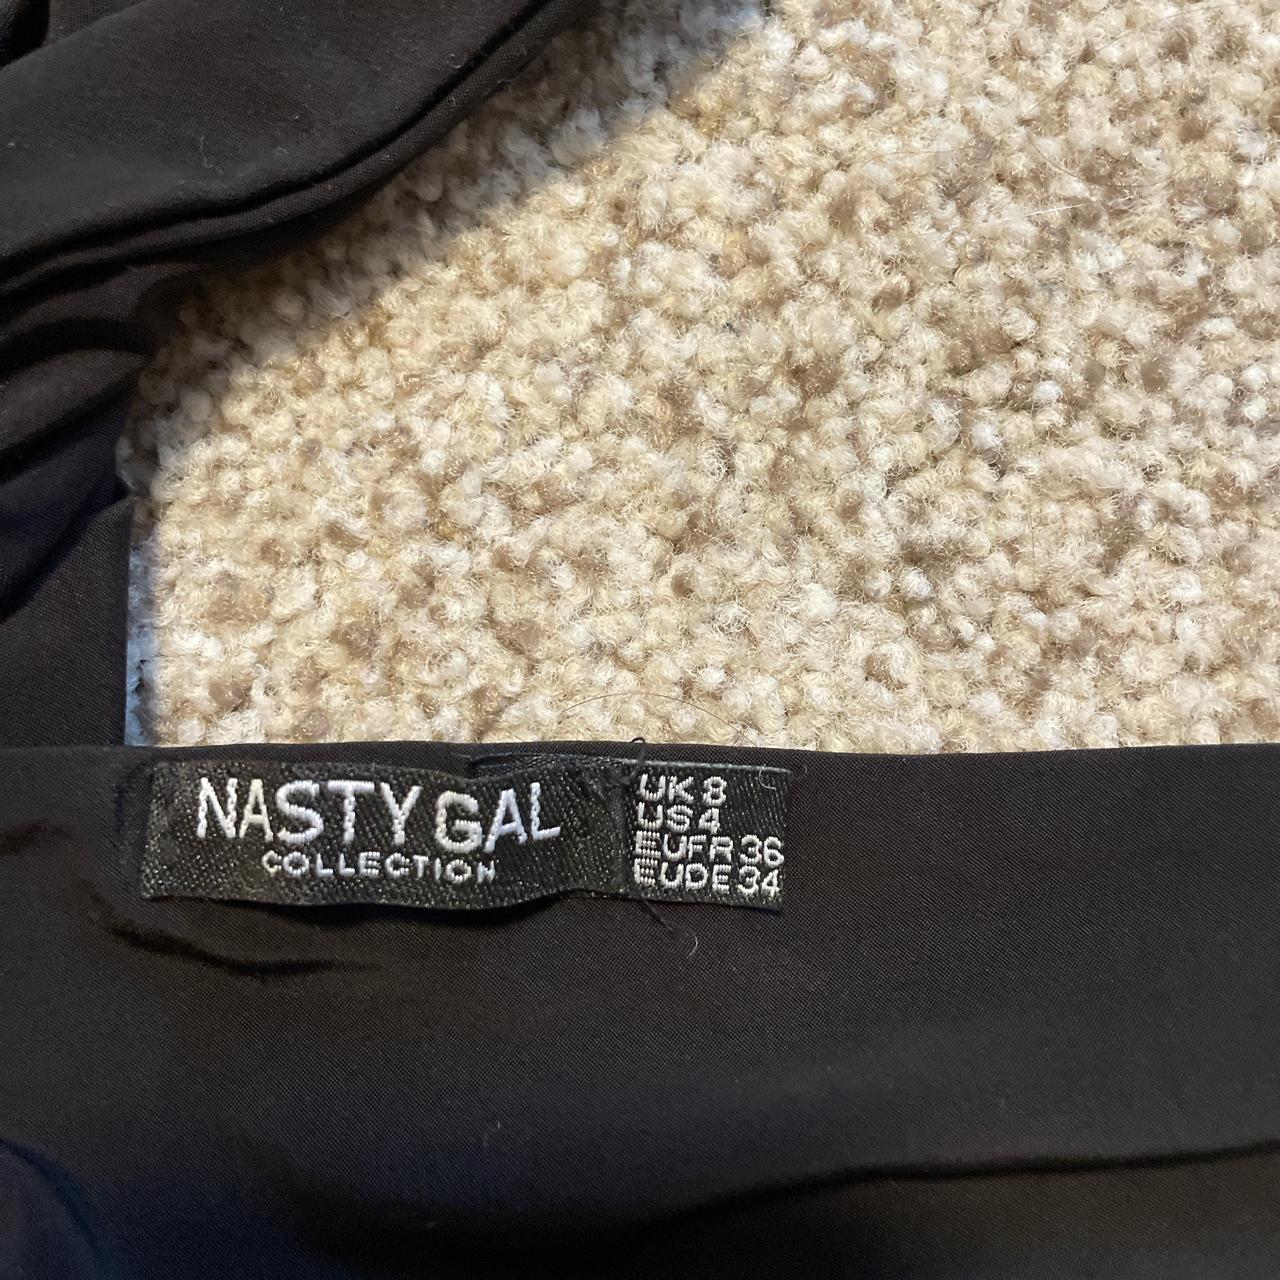 NASTY GAL
COLLECTION
UK 8
US 4
EUFR 36
EUDE 34